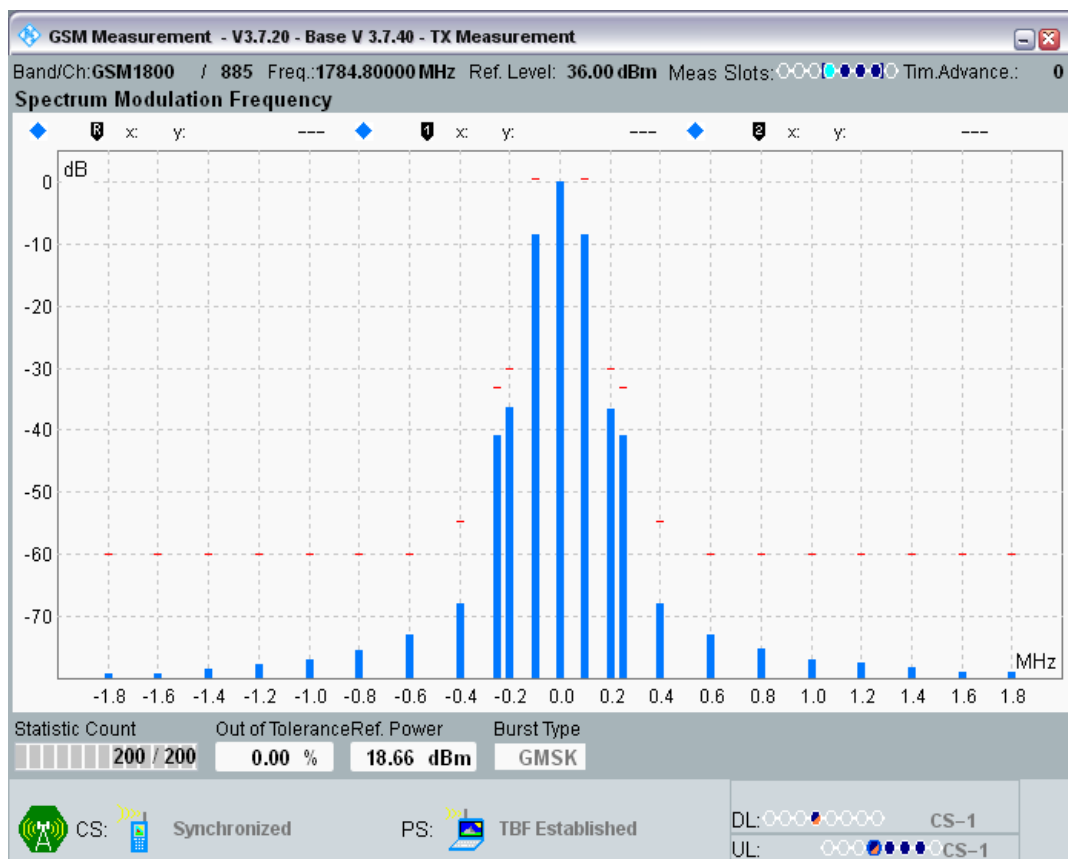 GSM Measurement - V3.7.20 - Base V 3.7.40 - TX Measurement
Band/Ch:GSM1800 / 885 Freq.:1784.80000 MHz Ref. Level: 36.00 dBm Meas Slots: Tim.Advance.: 0
Spectrum Modulation Frequency
R x: y: --- 1 x: y: --- 2 x: y: ---
dB
0
-10
-20
-30
-40
-50
-60
-70
MHz
-1.8 -1.6 -1.4 -1.2 -1.0 -0.8 -0.6 -0.4 -0.2 0.0 0.2 0.4 0.6 0.8 1.0 1.2 1.4 1.6 1.8
Statistic Count Out of Tolerance Ref. Power Burst Type
200 / 200 0.00 % 18.66 dBm GMSK
CS: Synchronized PS: TBF Established
DL: CS-1
UL: CS-1